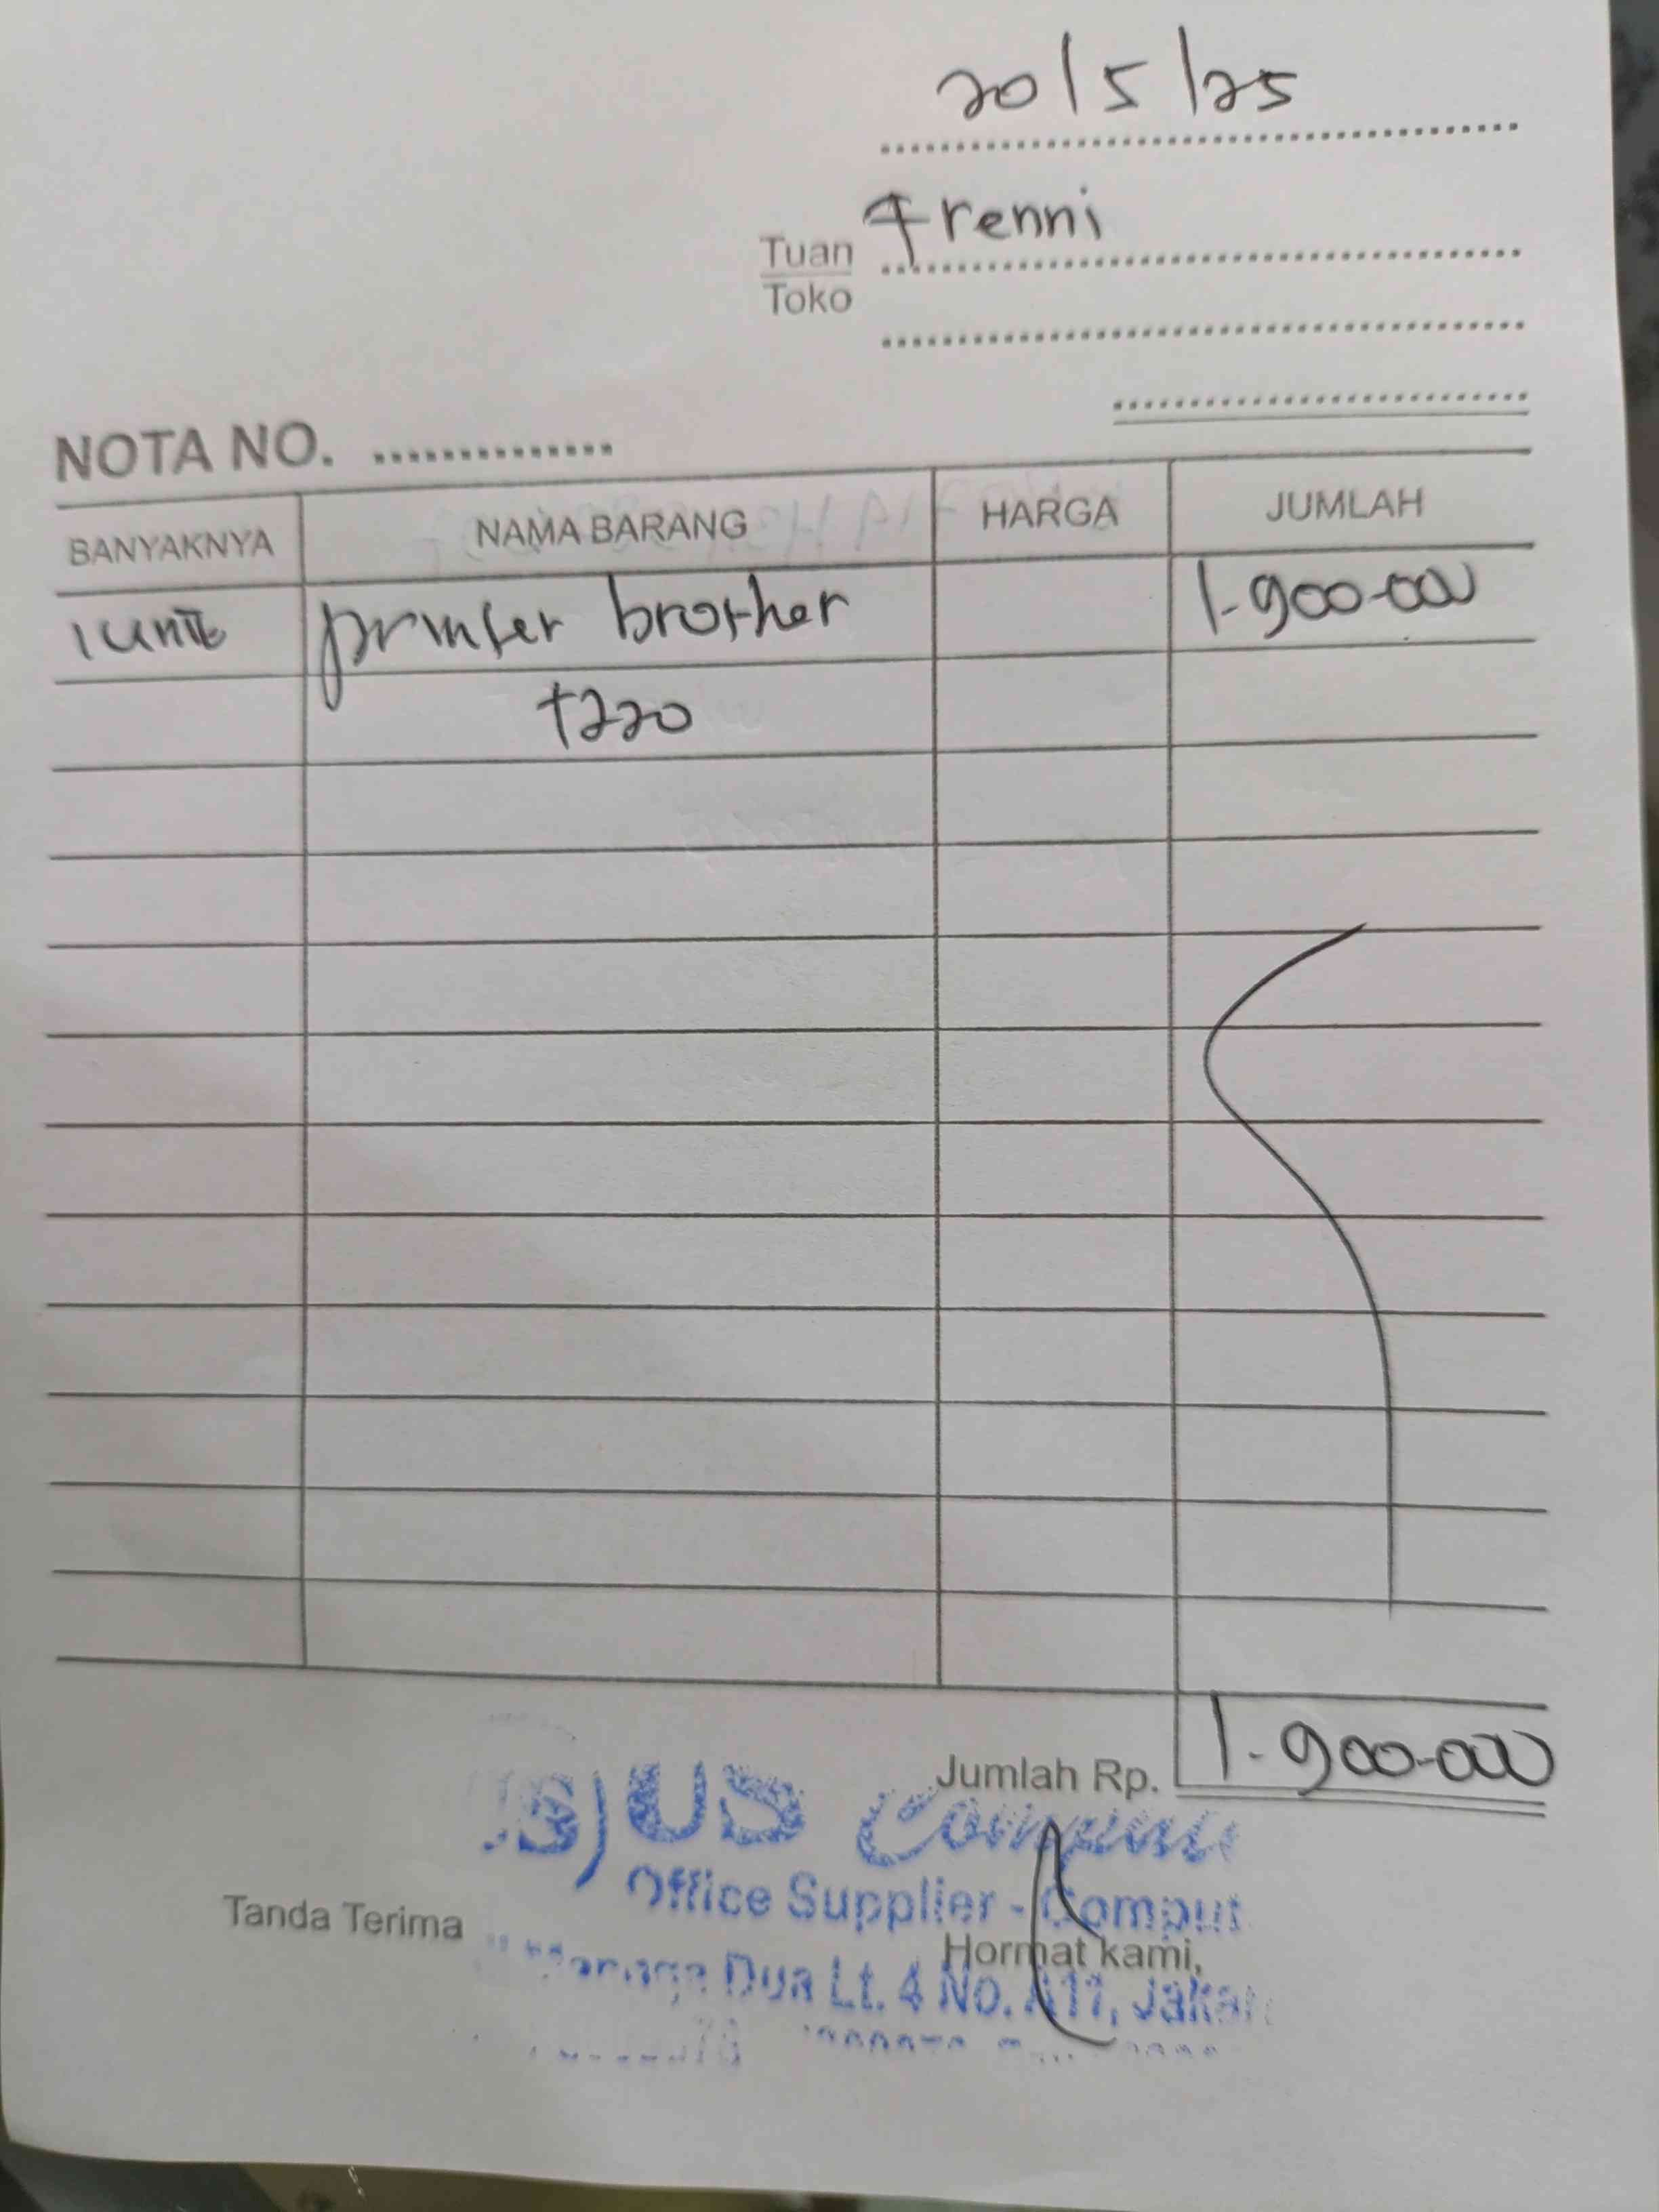 20/5/25
Tuan Frenni
Toko
NOTA NO. ..............
BANYAKNYA NAMA BARANG HARGA JUMLAH
1 unit printer brother 1-900-000
t220
Jumlah Rp. 1-900-000
US
Office Supplier - Comput
Tanda Terima
Hormat kami,
Dua Lt. 4 No. A11, Jakar